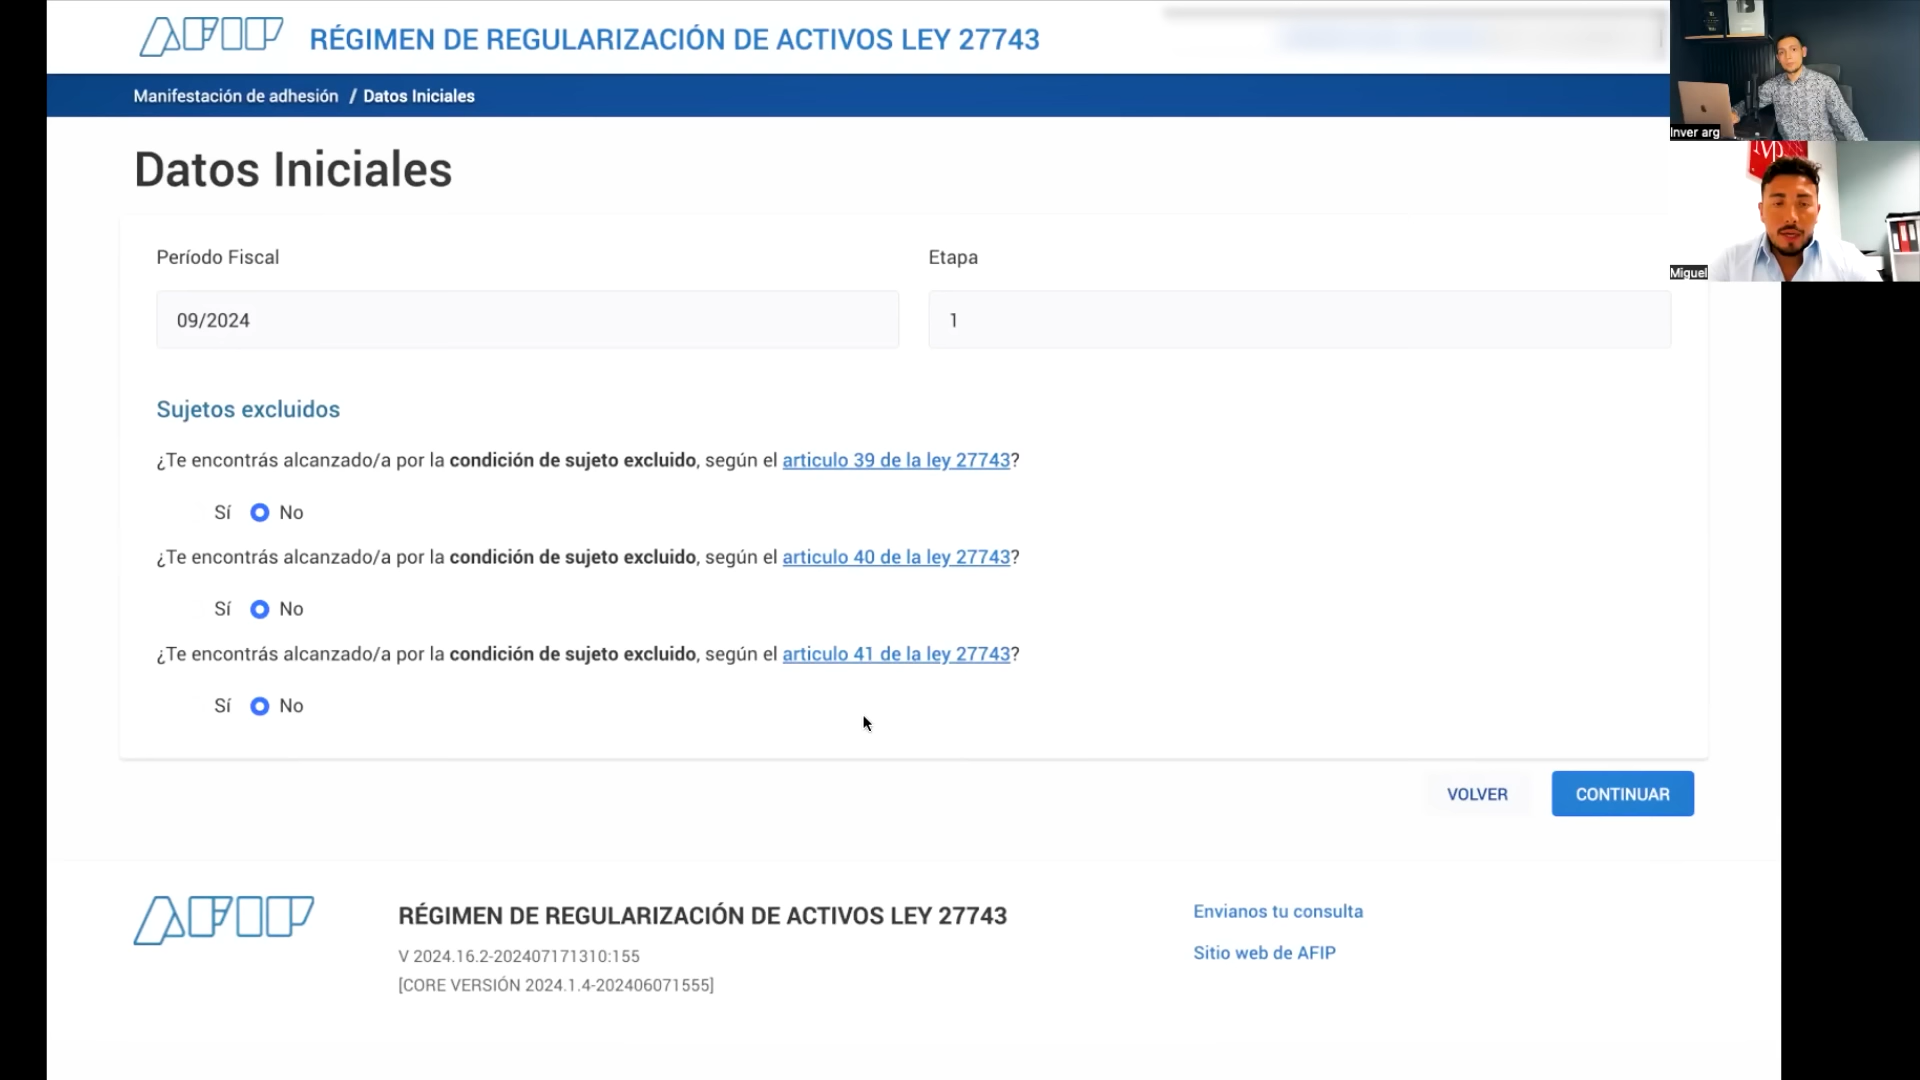 AFIP
RÉGIMEN DE REGULARIZACIÓN DE ACTIVOS LEY 27743
Manifestación de adhesión / Datos Iniciales
Inver arg
Miguel
Datos Iniciales
Período Fiscal
Etapa
09/2024
1
Sujetos excluidos
¿Te encontrás alcanzado/a por la condición de sujeto excluido, según el articulo 39 de la ley 27743?
Sí No
¿Te encontrás alcanzado/a por la condición de sujeto excluido, según el articulo 40 de la ley 27743?
Sí No
¿Te encontrás alcanzado/a por la condición de sujeto excluido, según el articulo 41 de la ley 27743?
Sí No
VOLVER
CONTINUAR
AFIP
RÉGIMEN DE REGULARIZACIÓN DE ACTIVOS LEY 27743
V 2024.16.2-202407171310:155
[CORE VERSIÓN 2024.1.4-202406071555]
Envianos tu consulta
Sitio web de AFIP